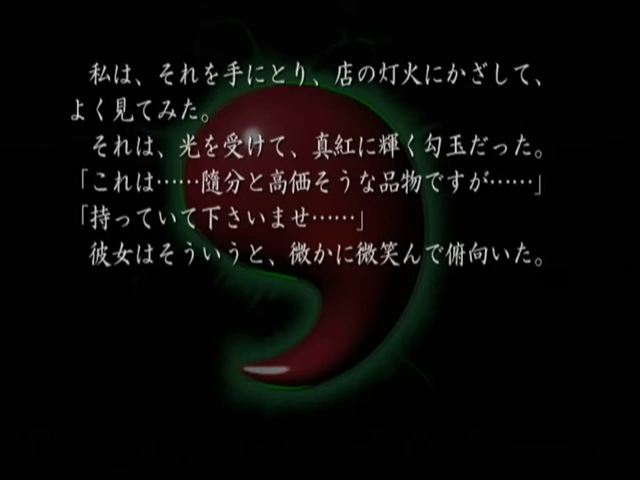 私は、それを手にとり、店の灯火にかざして、
よく見てみた。
それは、光を受けて、真紅に輝く勾玉だった。
「これは……随分と高価そうな品物ですが……」
「持っていて下さいませ……」
彼女はそういうと、微かに微笑んで俯向いた。